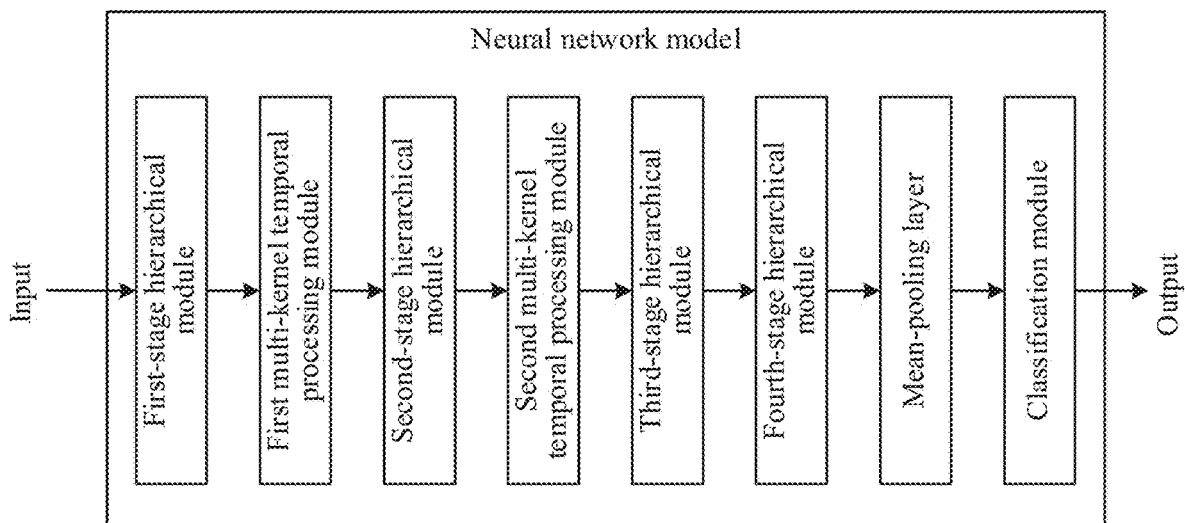 Neural network model
Input
First-stage hierarchical
module
First multi-kernel temporal
processing module
Second-stage hierarchical
module
Second multi-kernel
temporal processing module
Third-stage hierarchical
module
Fourth-stage hierarchical
module
Mean-pooling layer
Classification module
Output